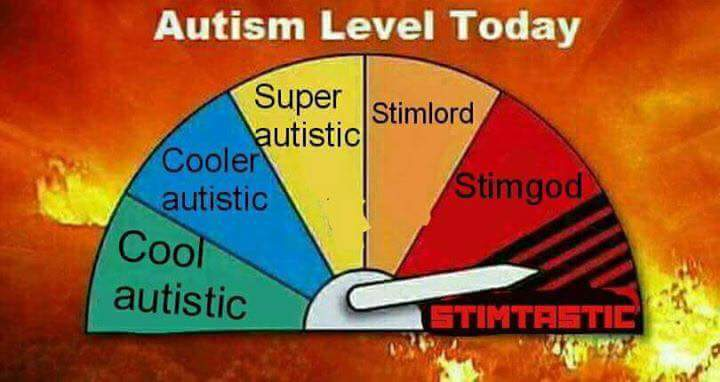 Autism Level Today
Super
autistic
Stimlord
Cooler
autistic
Stimgod
Cool
autistic
STIMTASTIC